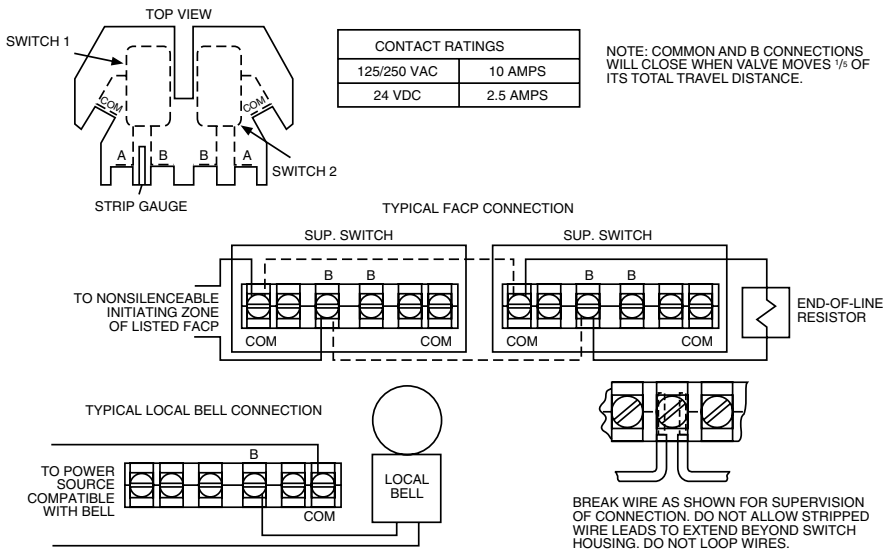 TOP VIEW
SWITCH 1
COM
COM
A
B
B
A
SWITCH 2
STRIP GAUGE
CONTACT RATINGS
125/250 VAC 10 AMPS
24 VDC 2.5 AMPS
NOTE: COMMON AND B CONNECTIONS
WILL CLOSE WHEN VALVE MOVES 1/5 OF
ITS TOTAL TRAVEL DISTANCE.
TYPICAL FACP CONNECTION
SUP. SWITCH
SUP. SWITCH
B
B
B
B
TO NONSILENCEABLE
INITIATING ZONE
OF LISTED FACP
COM
COM
COM
COM
END-OF-LINE
RESISTOR
TYPICAL LOCAL BELL CONNECTION
B
TO POWER
SOURCE
COMPATIBLE
WITH BELL
COM
LOCAL
BELL
BREAK WIRE AS SHOWN FOR SUPERVISION
OF CONNECTION. DO NOT ALLOW STRIPPED
WIRE LEADS TO EXTEND BEYOND SWITCH
HOUSING. DO NOT LOOP WIRES.